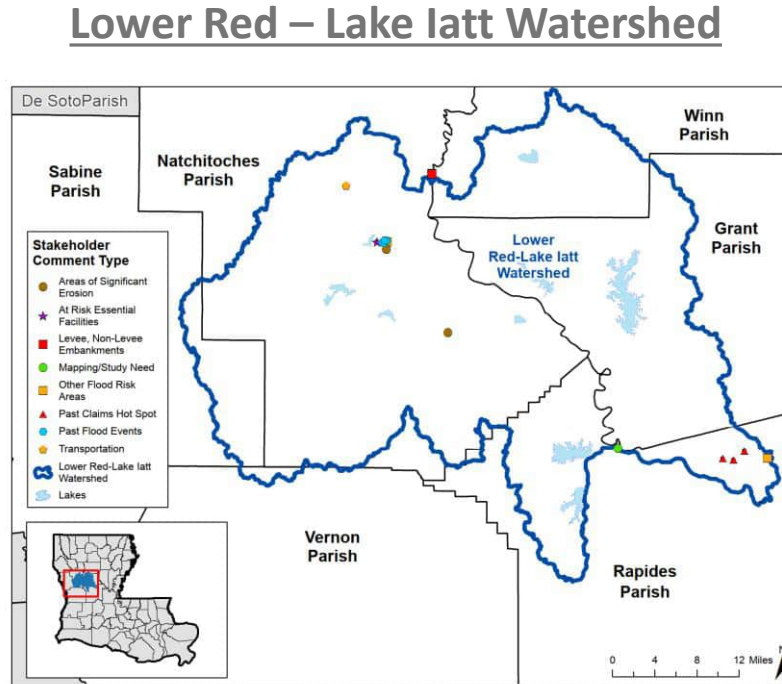 Lower Red – Lake Iatt Watershed
De SotoParish
Winn
Parish
Sabine
Parish
Natchitoches
Parish
Grant
Parish
Lower
Red-Lake Iatt
Watershed
Stakeholder
Comment Type
Areas of Significant
Erosion
At Risk Essential
Facilities
Levee, Non-Levee
Embankments
Mapping/Study Need
Other Flood Risk
Areas
Past Claims Hot Spot
Past Flood Events
Transportation
Lower Red-Lake Iatt
Watershed
Lakes
Vernon
Parish
Rapides
Parish
N
0 4 8 12 Miles